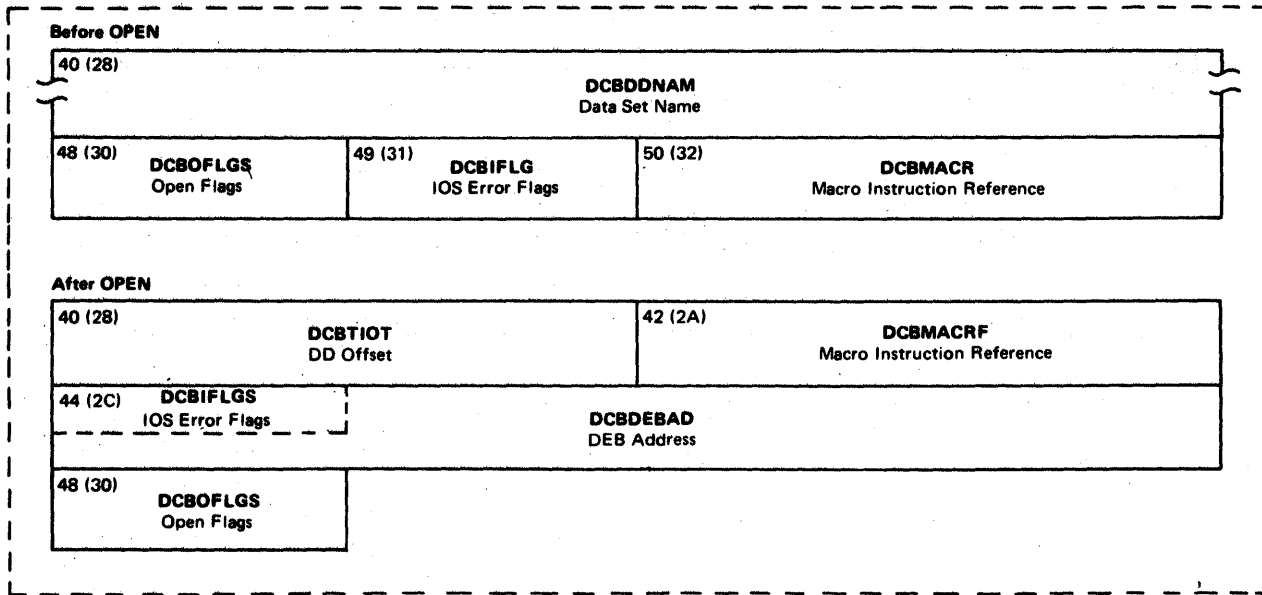 Before OPEN
40 (28)
DCBDDNAM
Data Set Name
48 (30)
DCBOFLGS
Open Flags
49 (31)
DCBIFLG
IOS Error Flags
50 (32)
DCBMACR
Macro Instruction Reference
After OPEN
40 (28)
DCBTIOT
DD Offset
42 (2A)
DCBMACRF
Macro Instruction Reference
44 (2C)
DCBIFLGS
IOS Error Flags
DCBDEBAD
DEB Address
48 (30)
DCBOFLGS
Open Flags